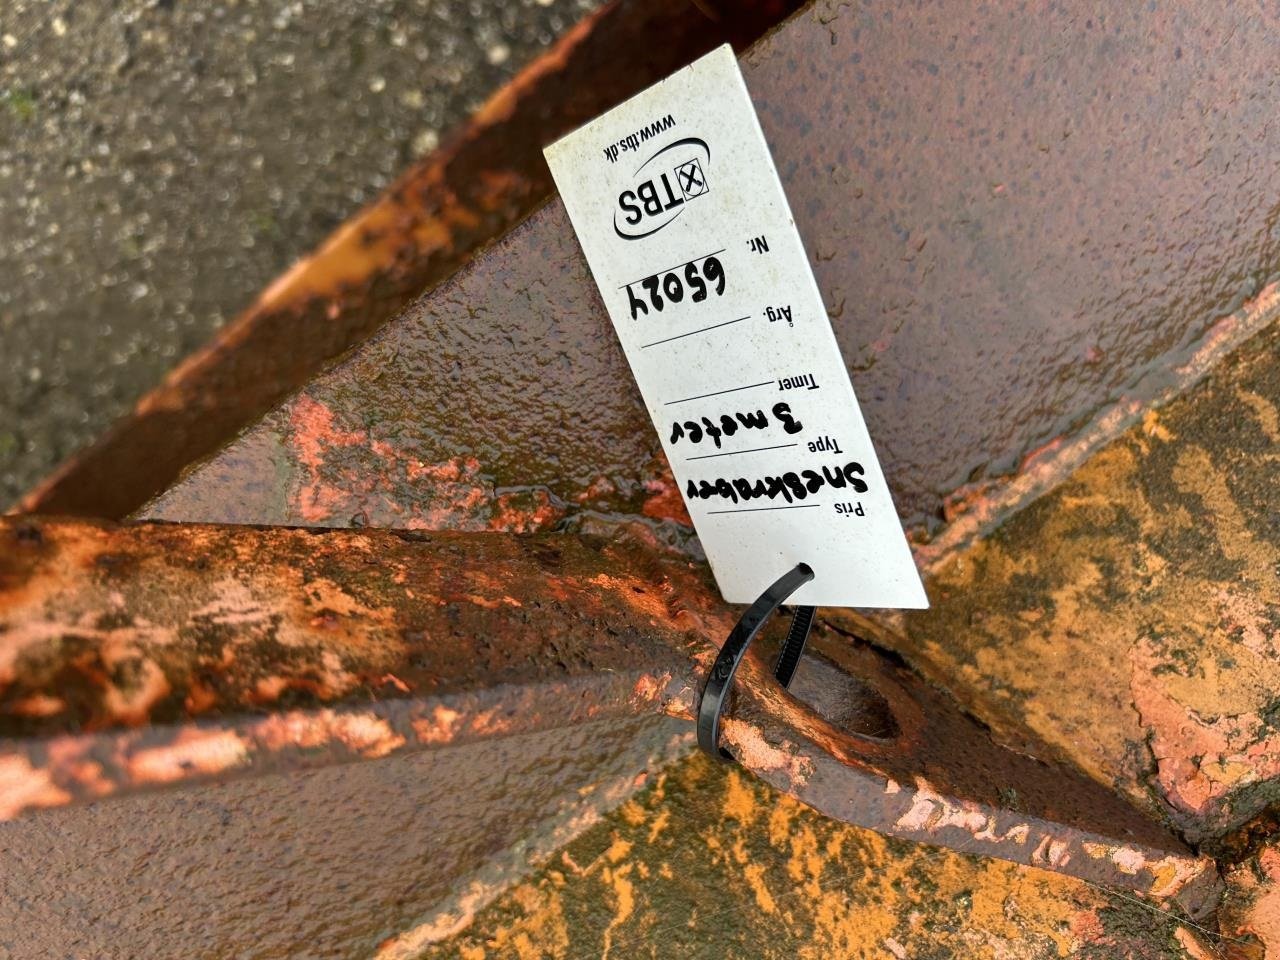 Pris
Sneskraber
Type
3 meter
Timer
Årg.
Nr. 65024
TBS
www.tbs.dk